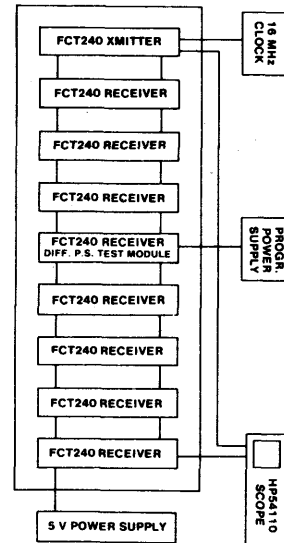 FCT240 XMITTER
16 MHz
CLOCK
FCT240 RECEIVER
FCT240 RECEIVER
FCT240 RECEIVER
FCT240 RECEIVER
DIFF. P.S. TEST MODULE
PROGR.
POWER
SUPPLY
FCT240 RECEIVER
FCT240 RECEIVER
FCT240 RECEIVER
FCT240 RECEIVER
HP54110
SCOPE
5 V POWER SUPPLY